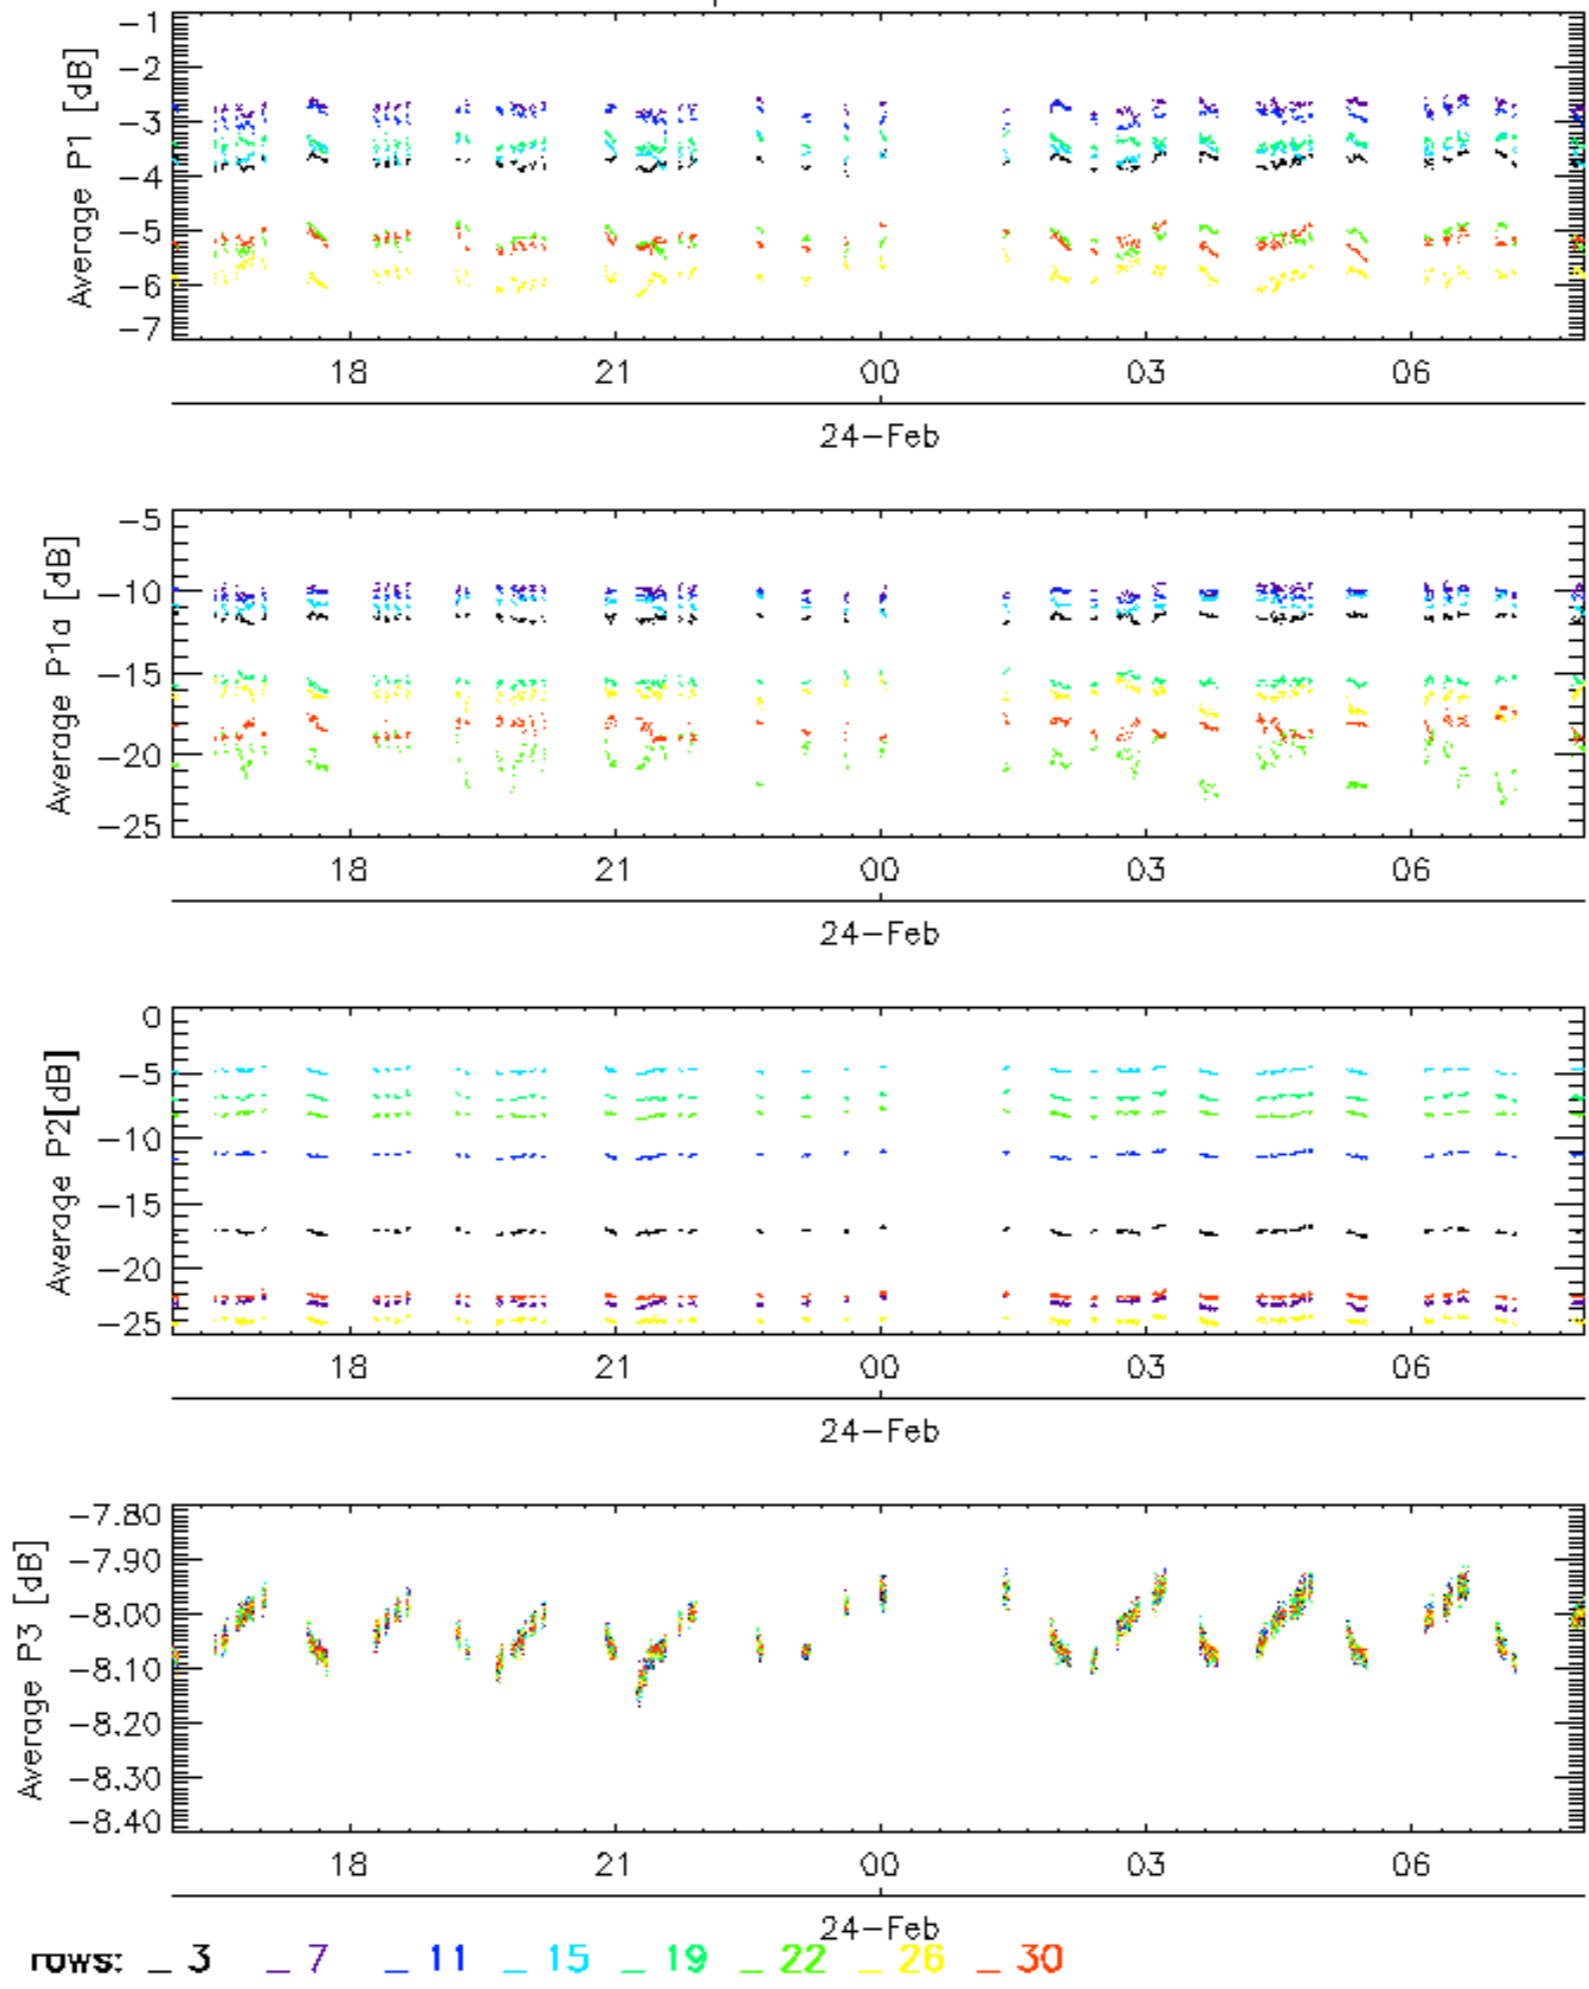 -1
-2
-3
-4
-5
-6
-7
Average P1 [dB]
18 21 00 03 06
24-Feb
-5
-10
-15
-20
-25
Average P1a [dB]
18 21 00 03 06
24-Feb
0
-5
-10
-15
-20
-25
Average P2[dB]
18 21 00 03 06
24-Feb
-7.80
-7.90
-8.00
-8.10
-8.20
-8.30
-8.40
Average P3 [dB]
18 21 00 03 06
24-Feb
rows: _ 3 _ 7 _ 11 _ 15 _ 19 _ 22 _ 26 _ 30